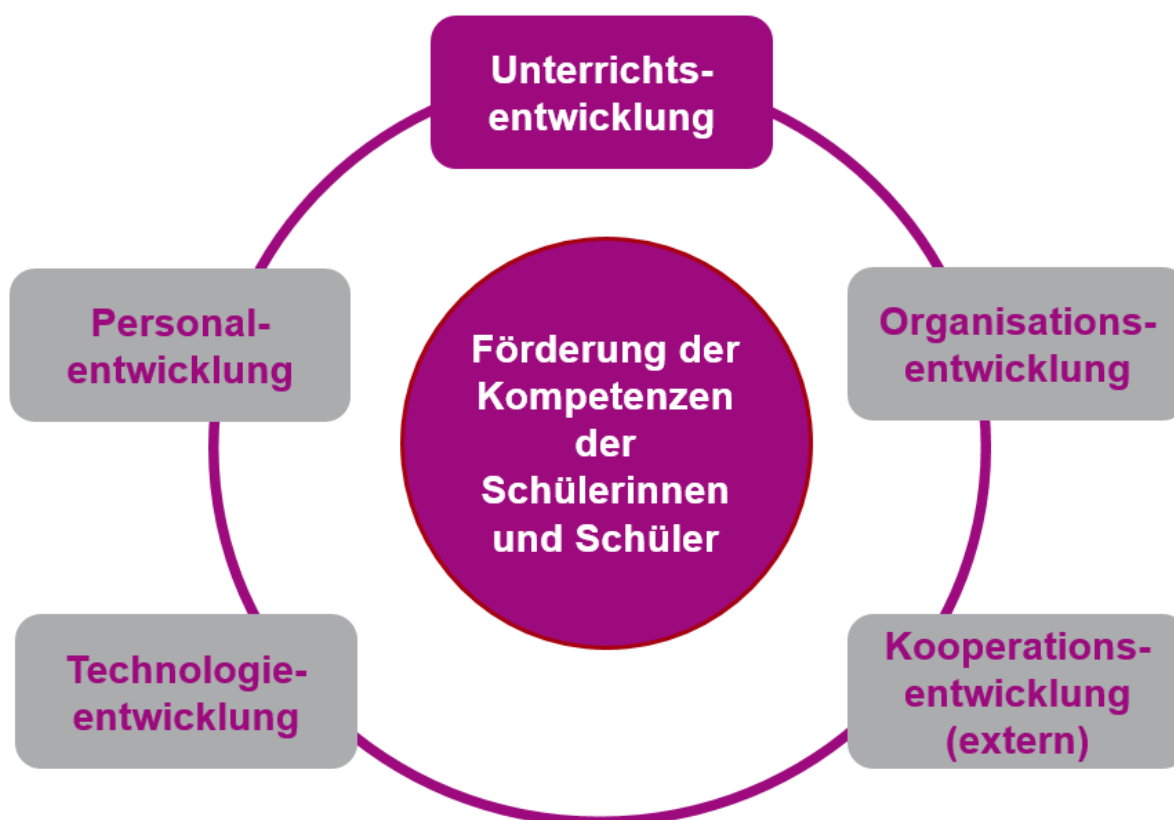 Unterrichts-
entwicklung
Personal-
entwicklung
Organisations-
entwicklung
Förderung der
Kompetenzen
der
Schülerinnen
und Schüler
Technologie-
entwicklung
Kooperations-
entwicklung
(extern)